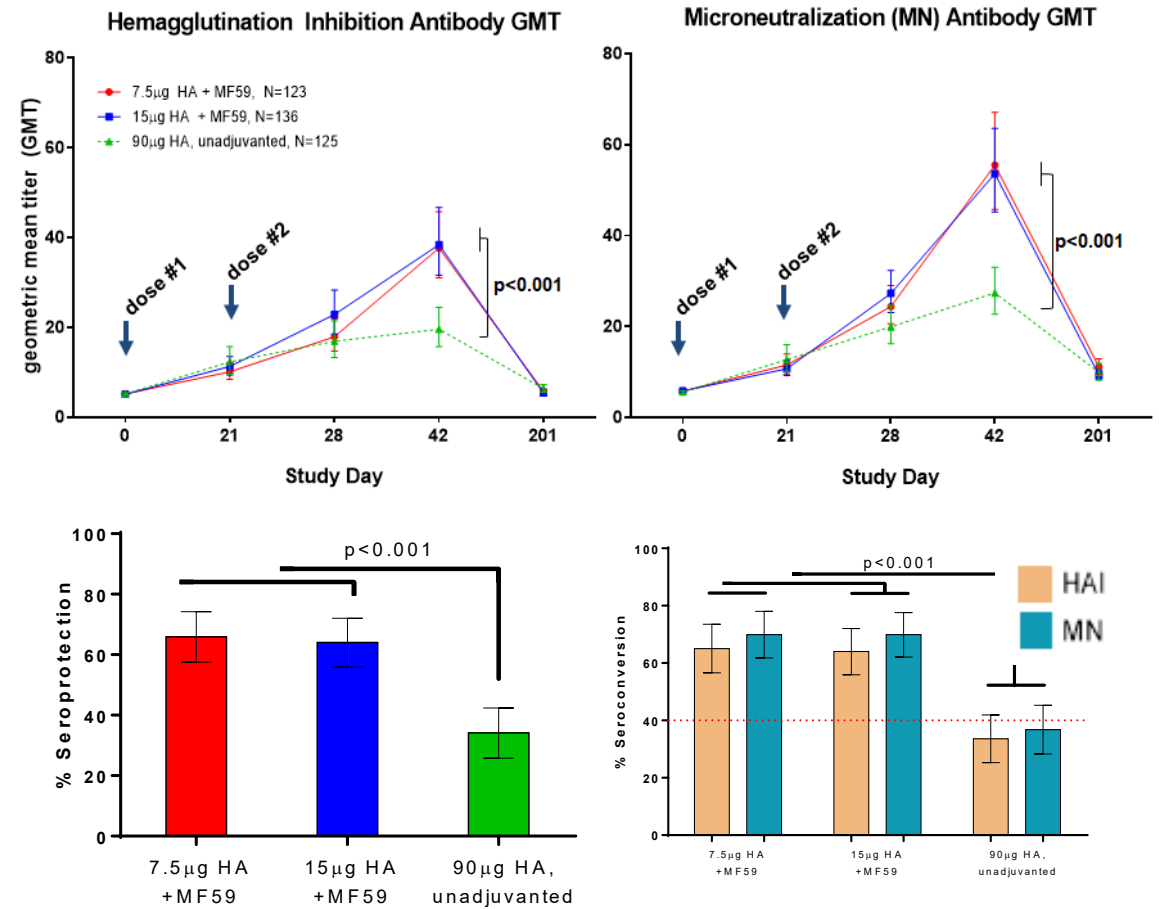 Hemagglutination Inhibition Antibody GMT
geometric mean titer (GMT)
80
60
40
20
0
7.5μg HA + MF59, N=123
15μg HA + MF59, N=136
90μg HA, unadjuvanted, N=125
dose #1
dose #2
p<0.001
0 21 28 42 201
Study Day
Microneutralization (MN) Antibody GMT
80
60
40
20
0
dose #1
dose #2
p<0.001
0 21 28 42 201
Study Day
% Seroprotection
100
80
60
40
20
0
p<0.001
7.5μg HA
+MF59
15μg HA
+MF59
90μg HA,
unadjuvanted
% Seroconversion
100
80
60
40
20
0
p<0.001
HAI
MN
7.5μg HA
+MF59
15μg HA
+MF59
90μg HA,
unadjuvanted